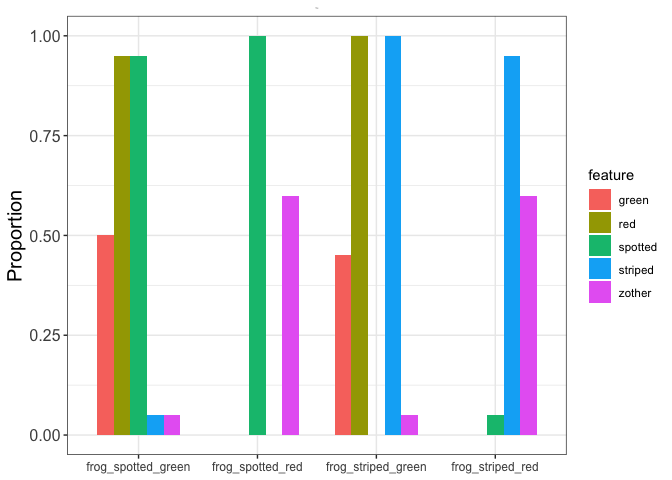 1.00
0.75
0.50
0.25
0.00
Proportion
frog_spotted_green
frog_spotted_red
frog_striped_green
frog_striped_red
feature
green
red
spotted
striped
zother